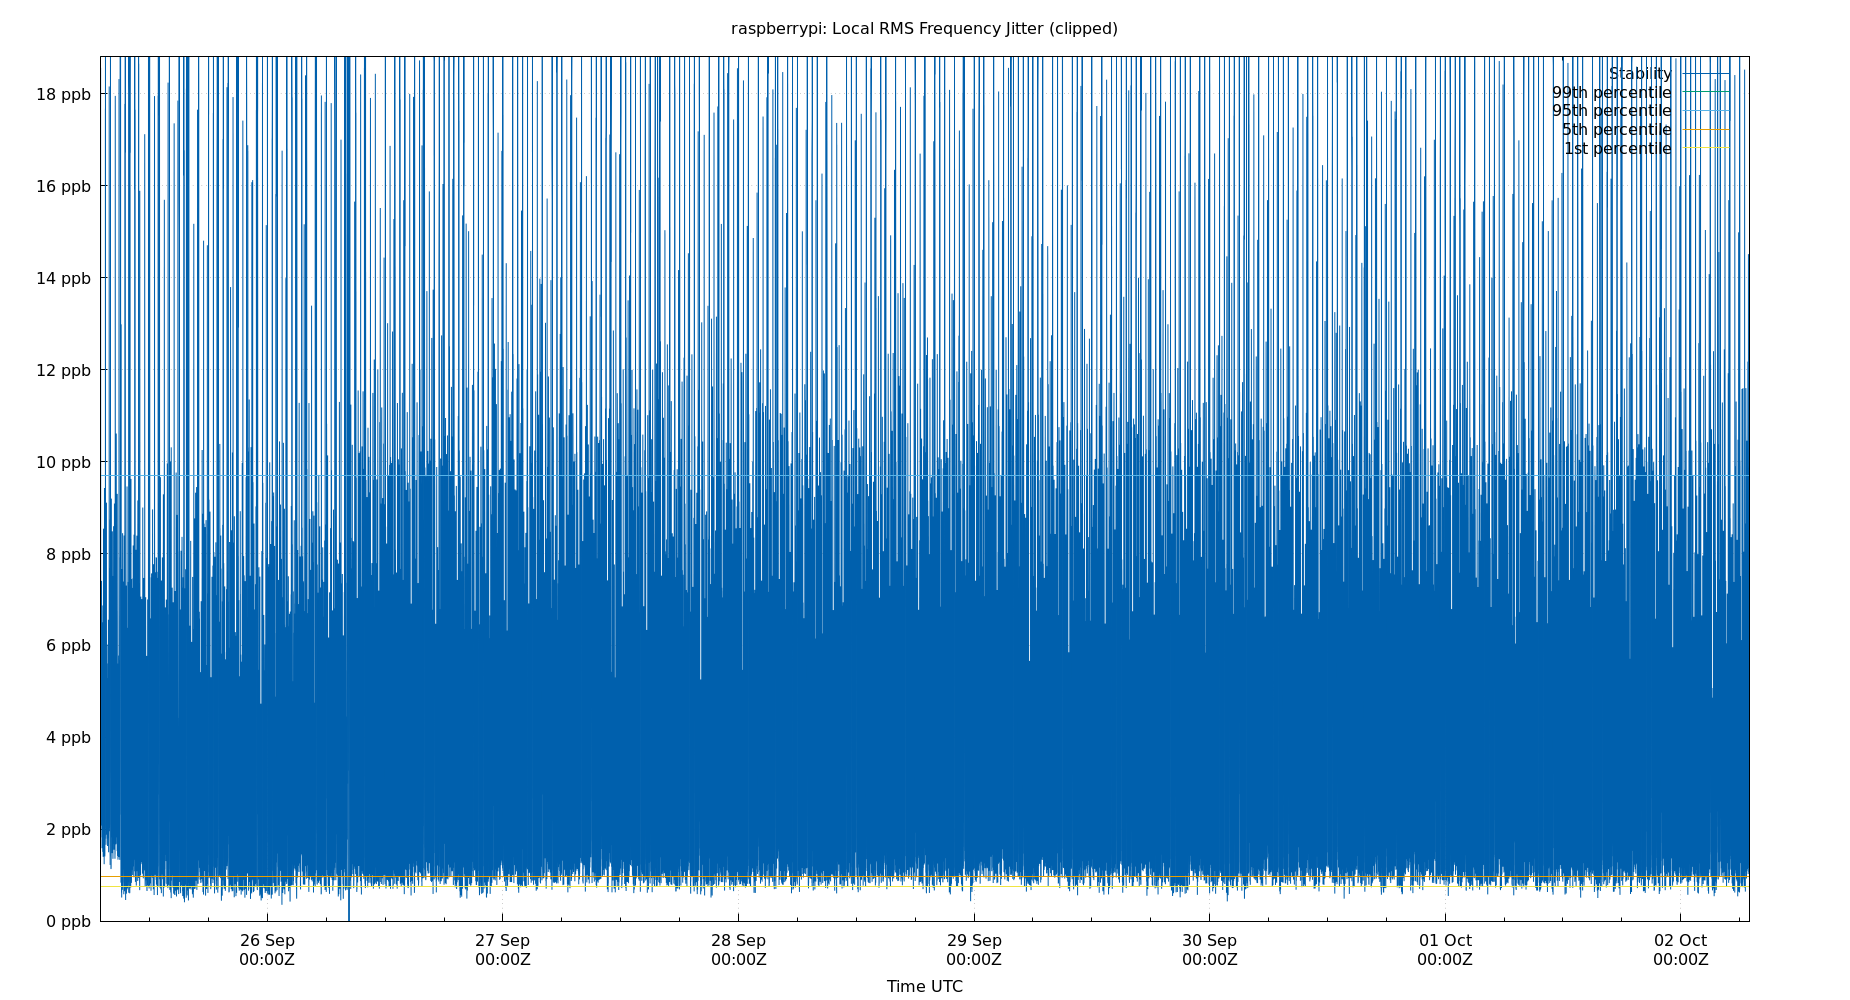 raspberrypi: Local RMS Frequency Jitter (clipped)
Stability
99th percentile
95th percentile
5th percentile
1st percentile
18 ppb
16 ppb
14 ppb
12 ppb
10 ppb
8 ppb
6 ppb
4 ppb
2 ppb
0 ppb
26 Sep 27 Sep 28 Sep 29 Sep 30 Sep 01 Oct 02 Oct
00:00Z 00:00Z 00:00Z 00:00Z 00:00Z 00:00Z 00:00Z
Time UTC